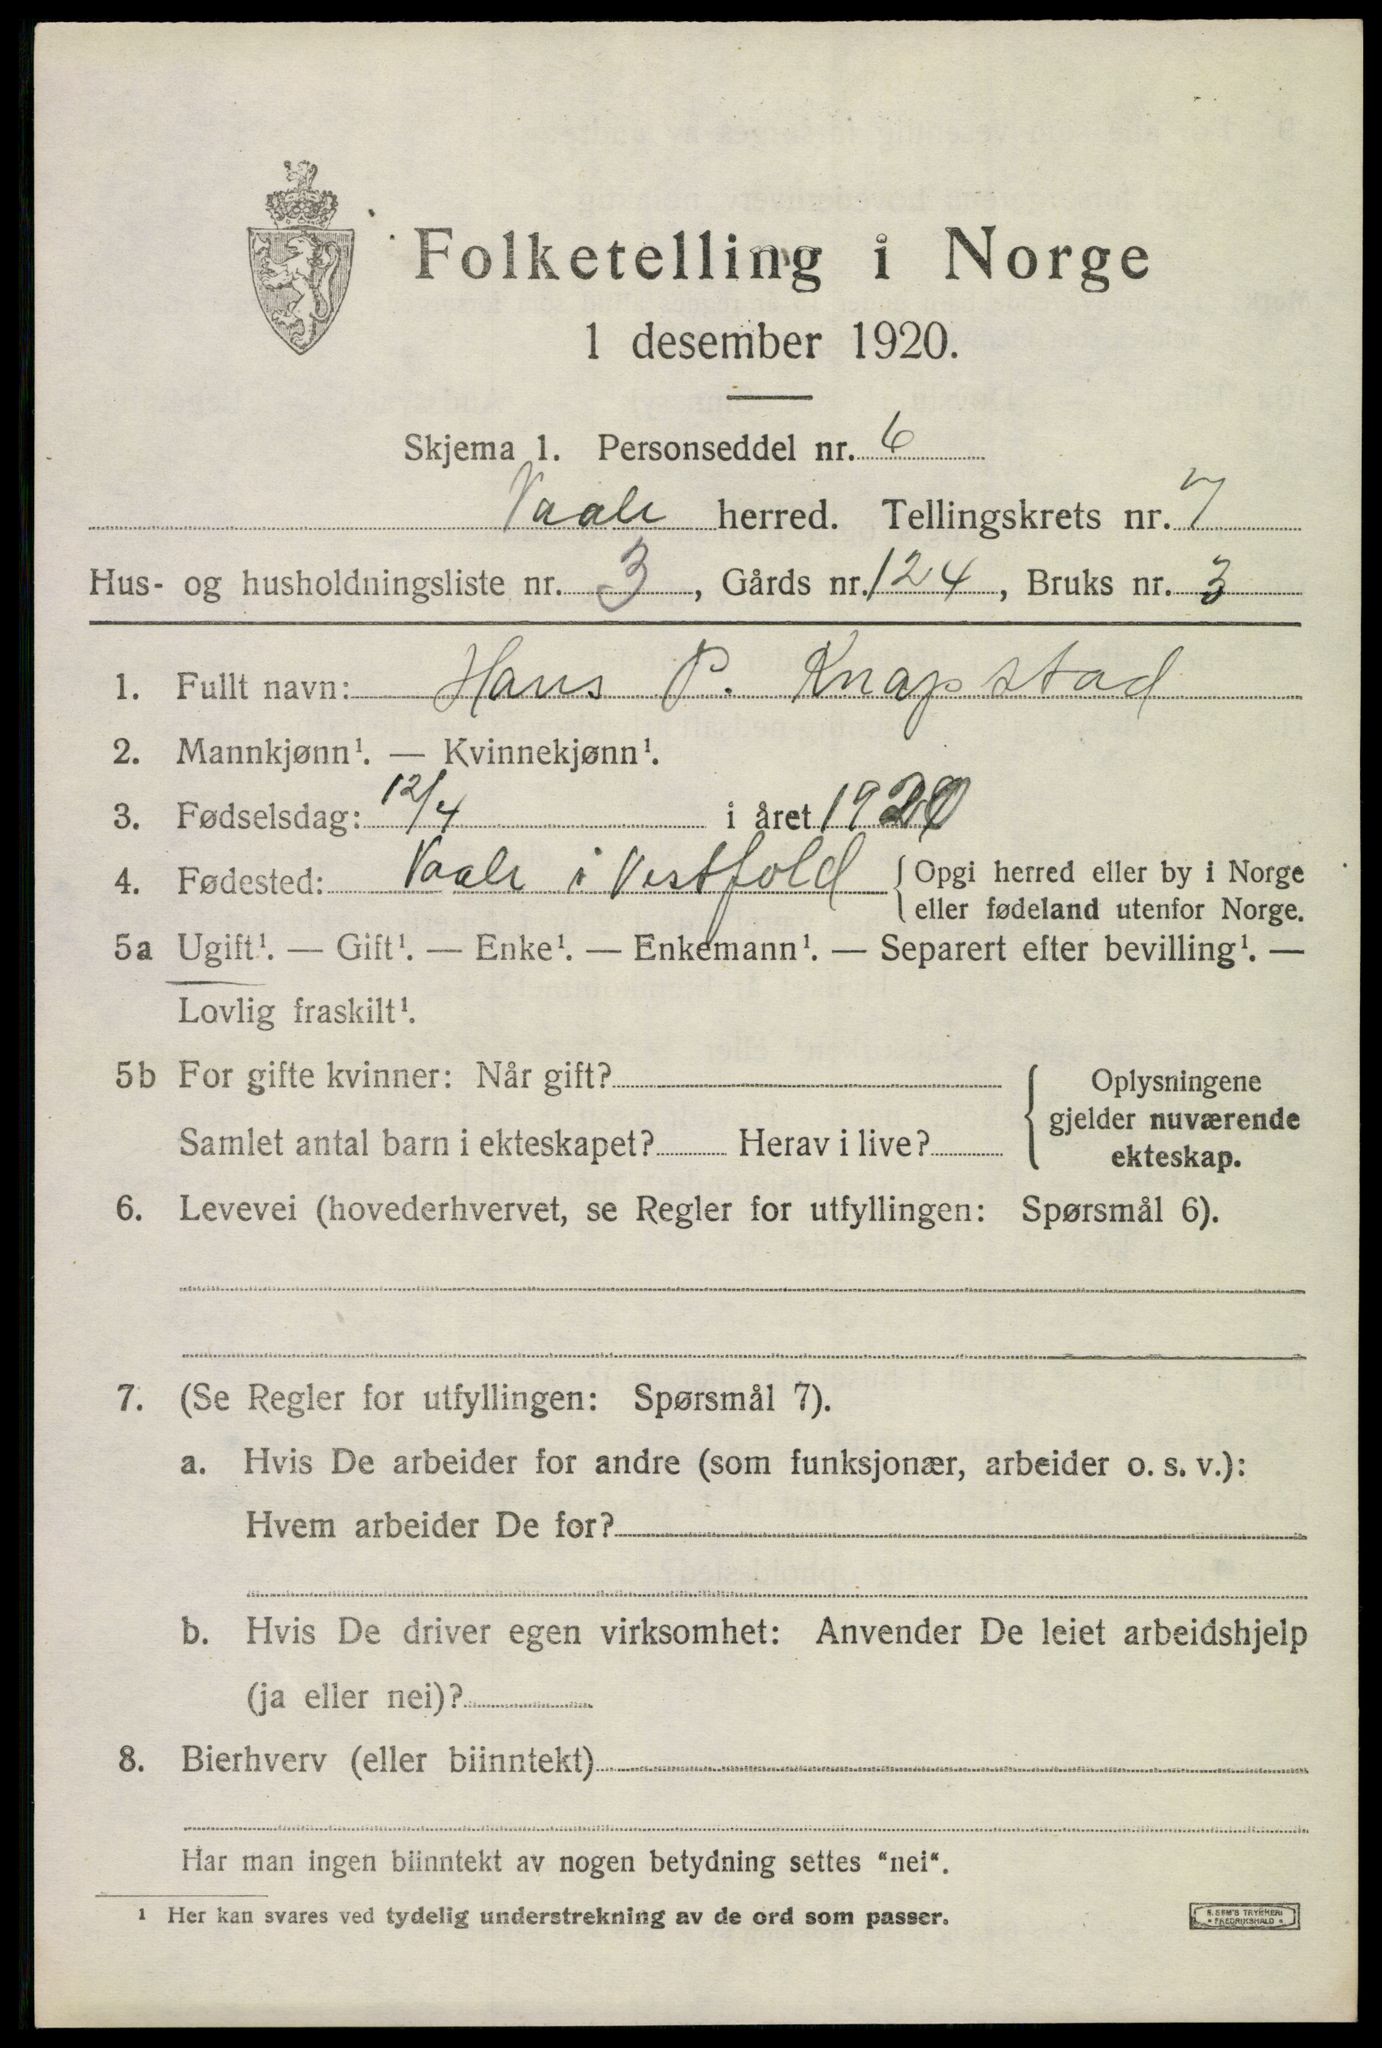 Folketelling i Norge
1 desember 1920.
Skjema 1. Personseddel nr. 6
Vaale herred. Tellingskrets nr. 7
Hus- og husholdningsliste nr. 3, Gårds nr. 124, Bruks nr. 3
1. Fullt navn: Hans P. Knapstad
2. Mannkjønn¹. — Kvinnekjønn¹.
3. Fødselsdag: 12/4 i året 1920
4. Fødested: Vaale i Vestfold { Opgi herred eller by i Norge
eller fødeland utenfor Norge.
5a Ugift¹. — Gift¹. — Enke¹. — Enkemann¹. — Separert efter bevilling¹. —
Lovlig fraskilt¹.
5b For gifte kvinner: Når gift?
Samlet antal barn i ekteskapet? Herav i live?
{ Oplysningene
gjelder nuværende
ekteskap.
6. Levevei (hovederhvervet, se Regler for utfyllingen: Spørsmål 6).
7. (Se Regler for utfyllingen: Spørsmål 7).
a. Hvis De arbeider for andre (som funksjonær, arbeider o. s. v.):
Hvem arbeider De for?
b. Hvis De driver egen virksomhet: Anvender De leiet arbeidshjelp
(ja eller nei)?
8. Bierhverv (eller biinntekt)
Har man ingen biinntekt av nogen betydning settes "nei".
¹ Her kan svares ved tydelig understrekning av de ord som passer.
TRYKKERI
FREDRIKSHALD